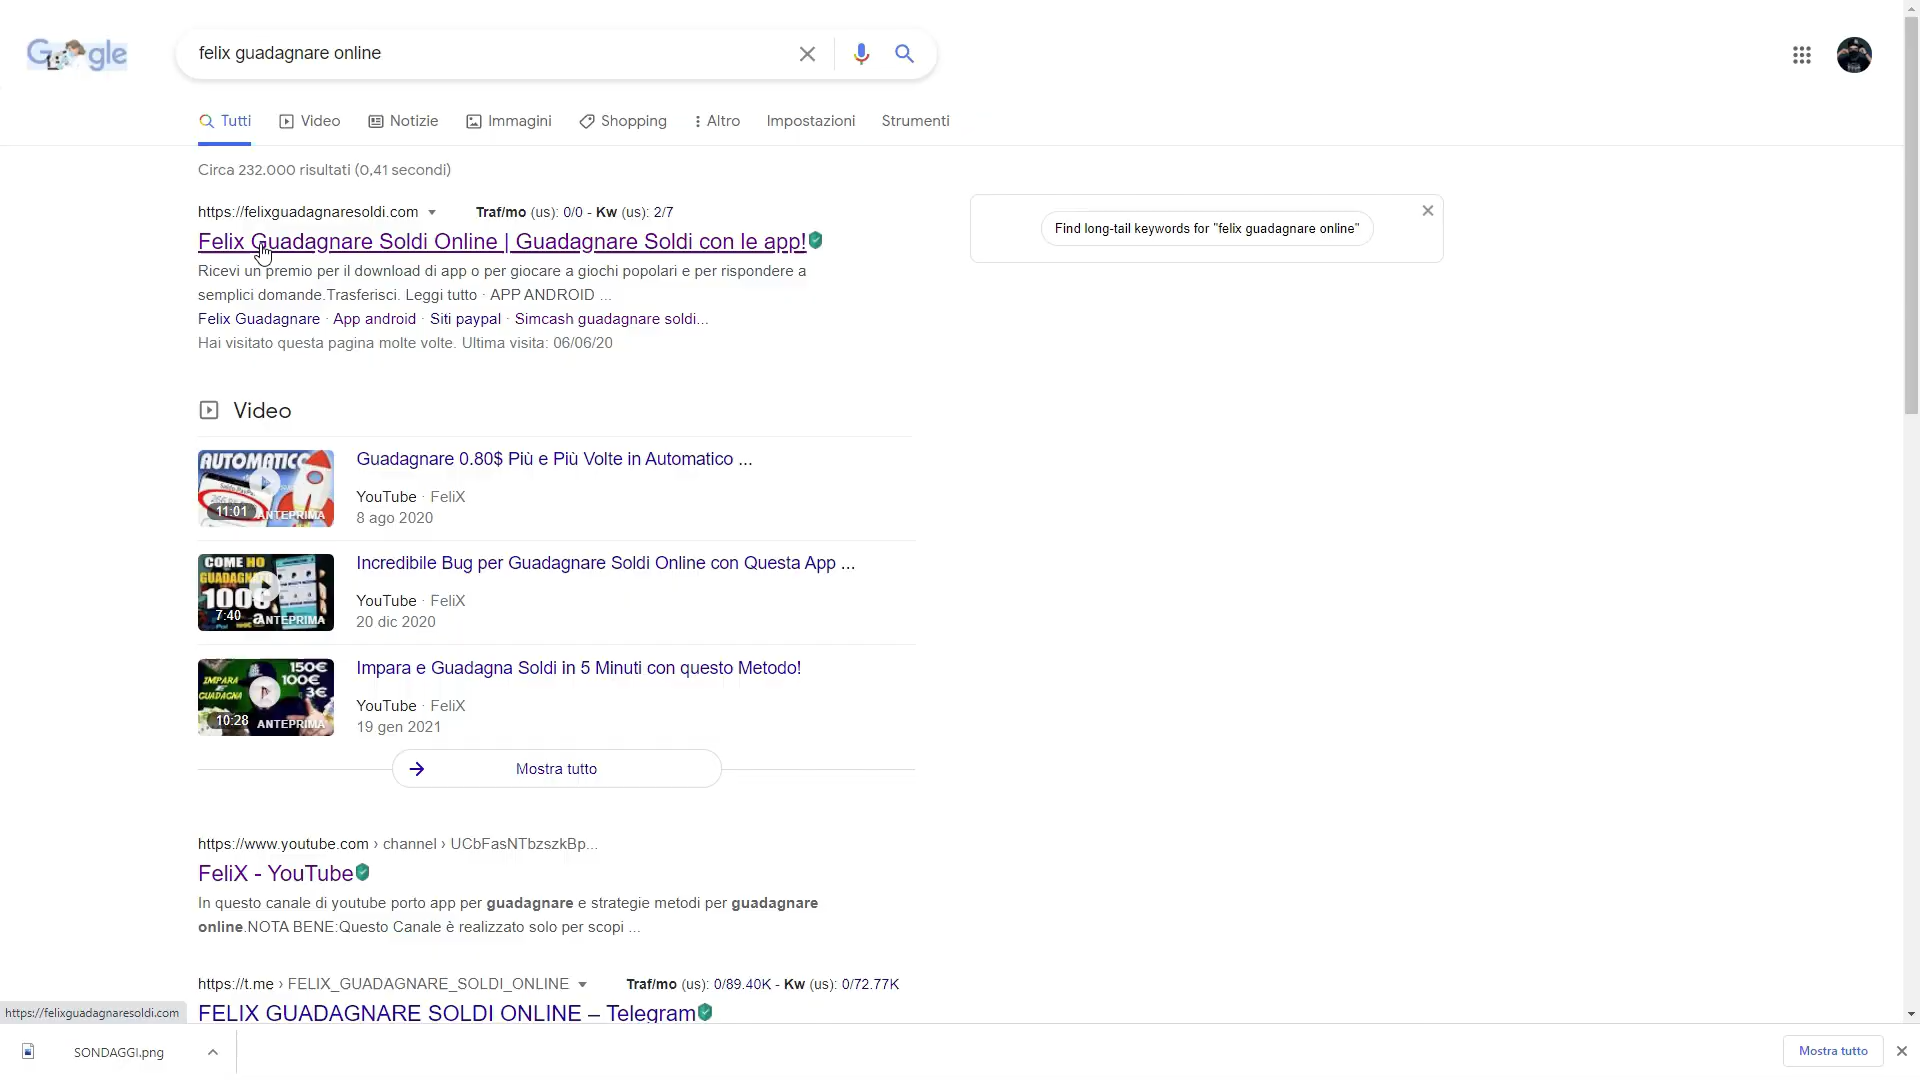 Google
felix guadagnare online
Tutti Video Notizie Immagini Shopping Altro Impostazioni Strumenti
Circa 232.000 risultati (0,41 secondi)
https://felixguadagnaresoldi.com Traf/mo (us): 0/0 - Kw (us): 2/7
Felix Guadagnare Soldi Online | Guadagnare Soldi con le app!
Ricevi un premio per il download di app o per giocare a giochi popolari e per rispondere a
semplici domande.Trasferisci. Leggi tutto · APP ANDROID ...
Felix Guadagnare · App android · Siti paypal · Simcash guadagnare soldi...
Hai visitato questa pagina molte volte. Ultima visita: 06/06/20
Find long-tail keywords for "felix guadagnare online"
Video
AUTOMATICO
11:01 ANTEPRIMA
Guadagnare 0.80$ Più e Più Volte in Automatico ...
YouTube · FeliX
8 ago 2020
COME HO
GUADAGNATO
100€
7:40 ANTEPRIMA
Incredibile Bug per Guadagnare Soldi Online con Questa App ...
YouTube · FeliX
20 dic 2020
150€
IMPARA E 100€
GUADAGNA 3€
10:28 ANTEPRIMA
Impara e Guadagna Soldi in 5 Minuti con questo Metodo!
YouTube · FeliX
19 gen 2021
Mostra tutto
https://www.youtube.com › channel › UCbFasNTbzszkBp...
FeliX - YouTube
In questo canale di youtube porto app per guadagnare e strategie metodi per guadagnare
online.NOTA BENE:Questo Canale è realizzato solo per scopi ...
https://t.me › FELIX_GUADAGNARE_SOLDI_ONLINE Traf/mo (us): 0/89.40K - Kw (us): 0/72.77K
FELIX GUADAGNARE SOLDI ONLINE – Telegram
https://felixguadagnaresoldi.com
SONDAGGI.png
Mostra tutto